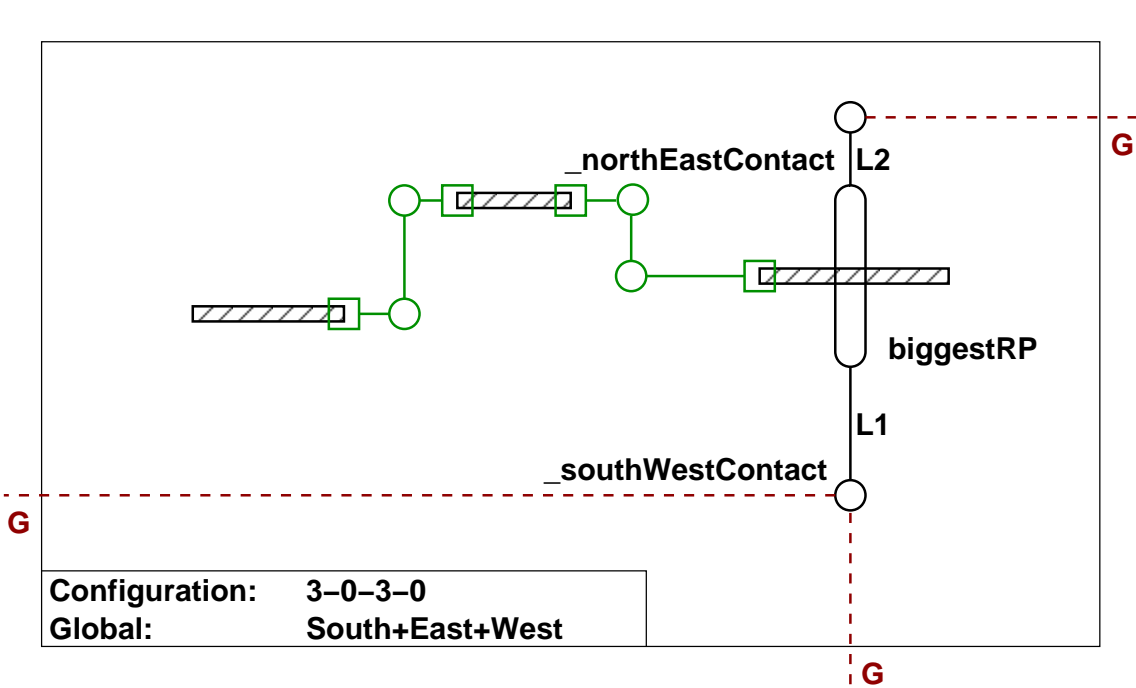 G
_northEastContact
L2
biggestRP
L1
_southWestContact
G
Configuration: 3–0–3–0
Global: South+East+West
G